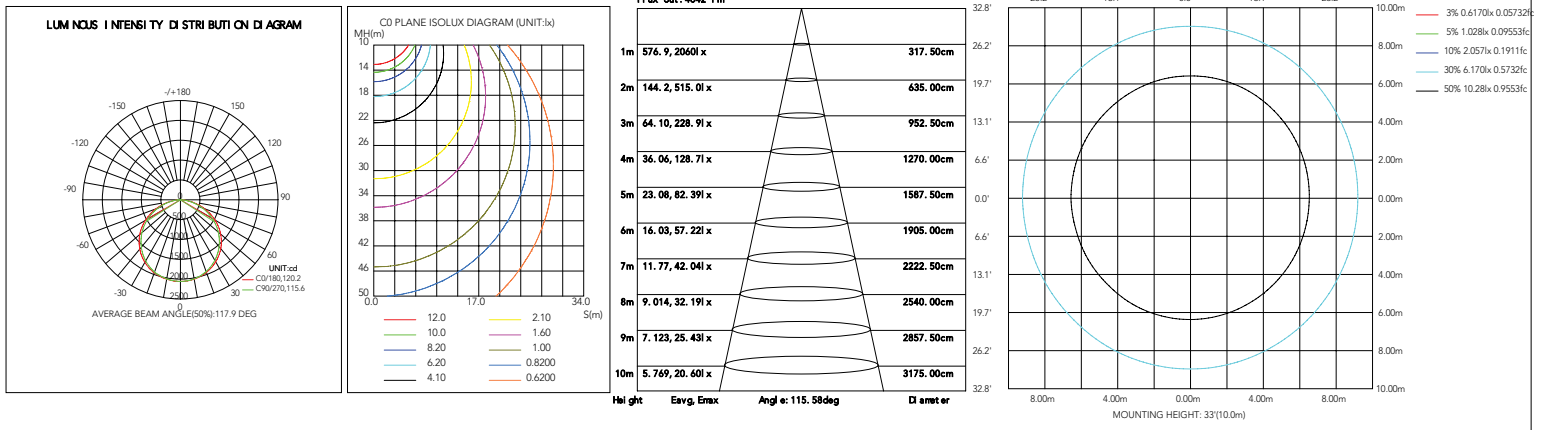 LUMINOUS INTENSITY DISTRIBUTION DIAGRAM
-/+180
-150
150
-120
120
-90
90
-60
60
-30
30
0
0
500
1000
1500
2000
2500
UNIT:cd
C0/180,120.2
C90/270,115.6
AVERAGE BEAM ANGLE(50%):117.9 DEG
C0 PLANE ISOLUX DIAGRAM (UNIT:lx)
MH(m)
10
14
18
22
26
30
34
38
42
46
50
0.0
17.0
34.0
S(m)
12.0
2.10
10.0
1.60
8.20
1.00
6.20
0.8200
4.10
0.6200
1m 576.9, 2060lx 317.50cm
2m 144.2, 515.0lx 635.00cm
3m 64.10, 228.9lx 952.50cm
4m 36.06, 128.7lx 1270.00cm
5m 23.08, 82.39lx 1587.50cm
6m 16.03, 57.22lx 1905.00cm
7m 11.77, 42.04lx 2222.50cm
8m 9.014, 32.19lx 2540.00cm
9m 7.123, 25.43lx 2857.50cm
10m 5.769, 20.60lx 3175.00cm
Height Eavg, Emax Angle: 115.58deg Diameter
32.8'
26.2'
19.7'
13.1'
6.6'
0.0'
6.6'
13.1'
19.7'
26.2'
32.8'
10.00m
8.00m
6.00m
4.00m
2.00m
0.00m
2.00m
4.00m
6.00m
8.00m
10.00m
8.00m
4.00m
0.00m
4.00m
8.00m
MOUNTING HEIGHT: 33'(10.0m)
3% 0.6170lx 0.05732fc
5% 1.028lx 0.09553fc
10% 2.057lx 0.1911fc
30% 6.170lx 0.5732fc
50% 10.28lx 0.9553fc